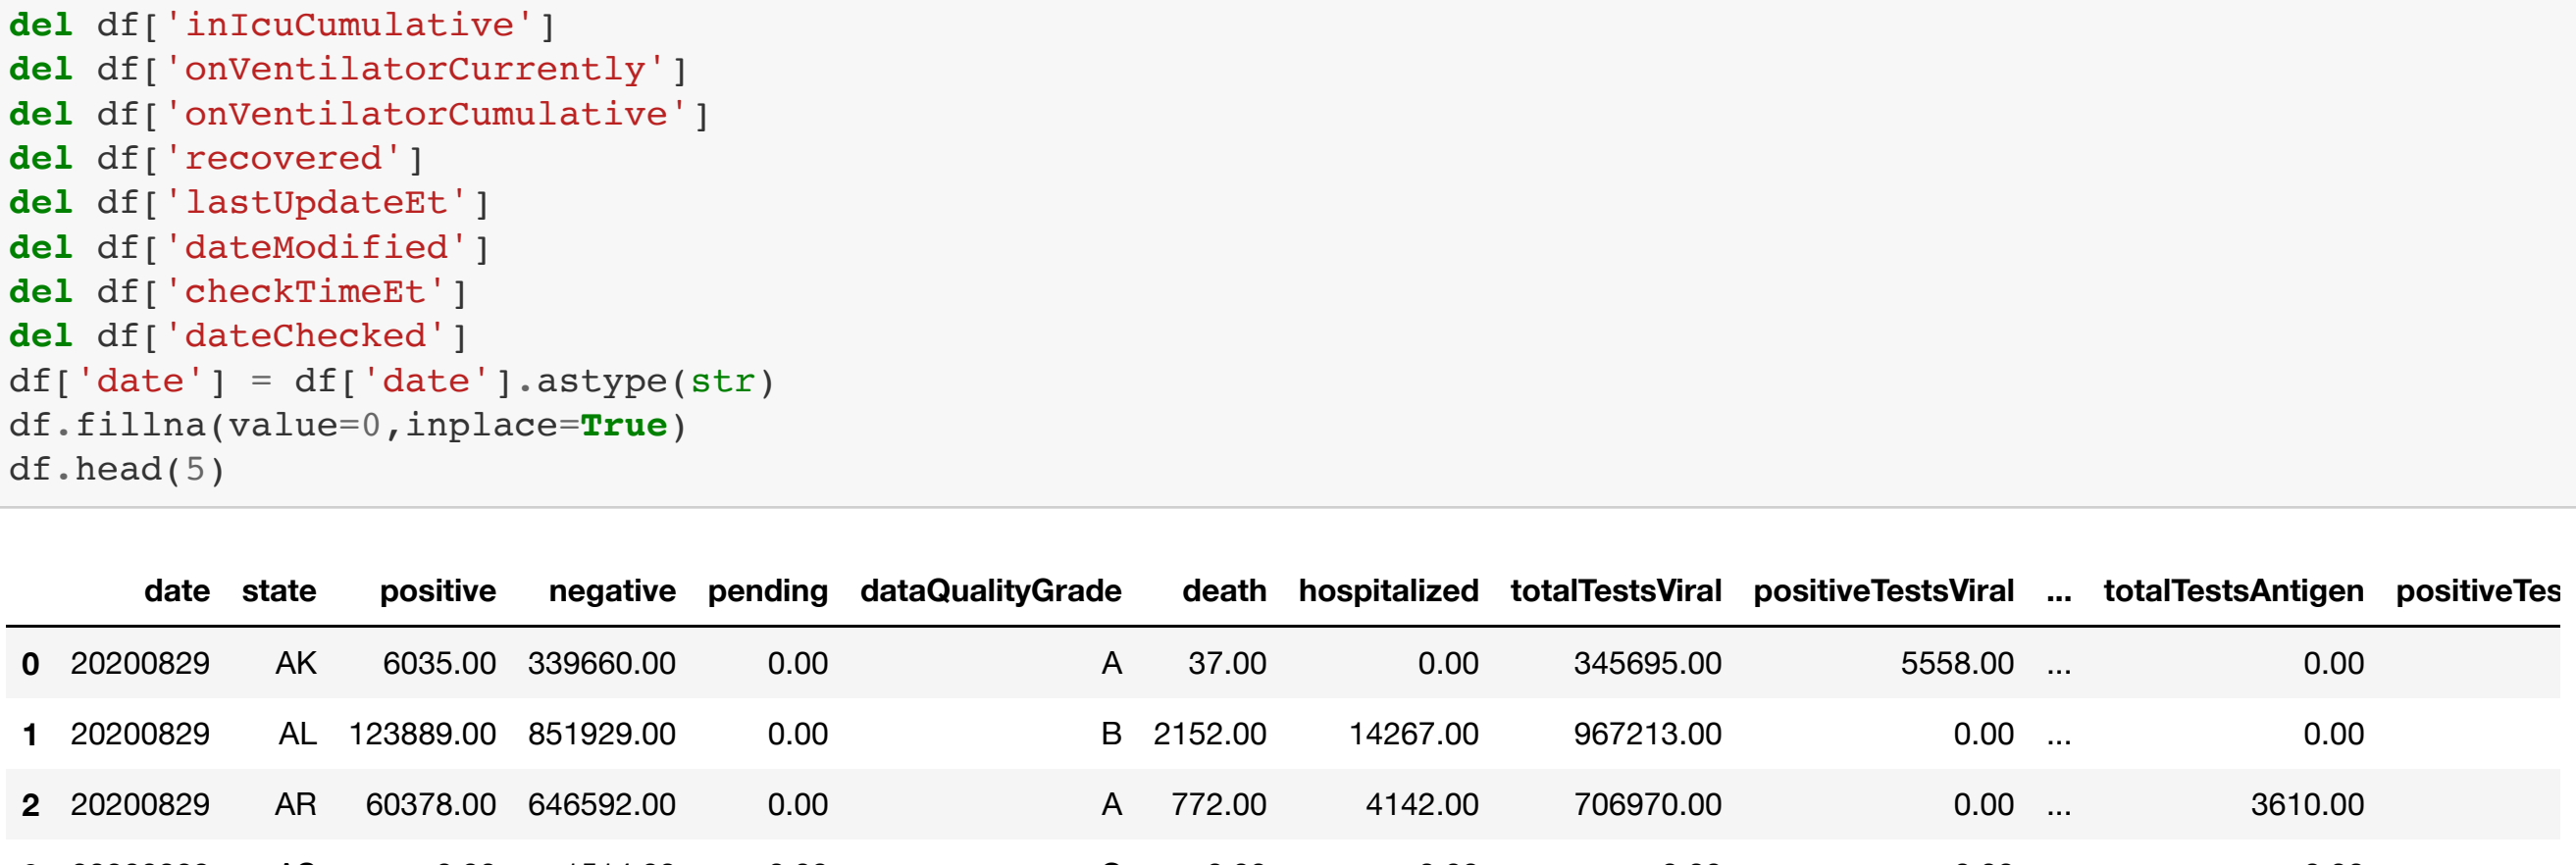 del df['inIcuCumulative']
del df['onVentilatorCurrently']
del df['onVentilatorCumulative']
del df['recovered']
del df['lastUpdateEt']
del df['dateModified']
del df['checkTimeEt']
del df['dateChecked']
df['date'] = df['date'].astype(str)
df.fillna(value=0,inplace=True)
df.head(5)
date state positive negative pending dataQualityGrade death hospitalized totalTestsViral positiveTestsViral ... totalTestsAntigen positiveTes
0 20200829 AK 6035.00 339660.00 0.00 A 37.00 0.00 345695.00 5558.00 ... 0.00
1 20200829 AL 123889.00 851929.00 0.00 B 2152.00 14267.00 967213.00 0.00 ... 0.00
2 20200829 AR 60378.00 646592.00 0.00 A 772.00 4142.00 706970.00 0.00 ... 3610.00